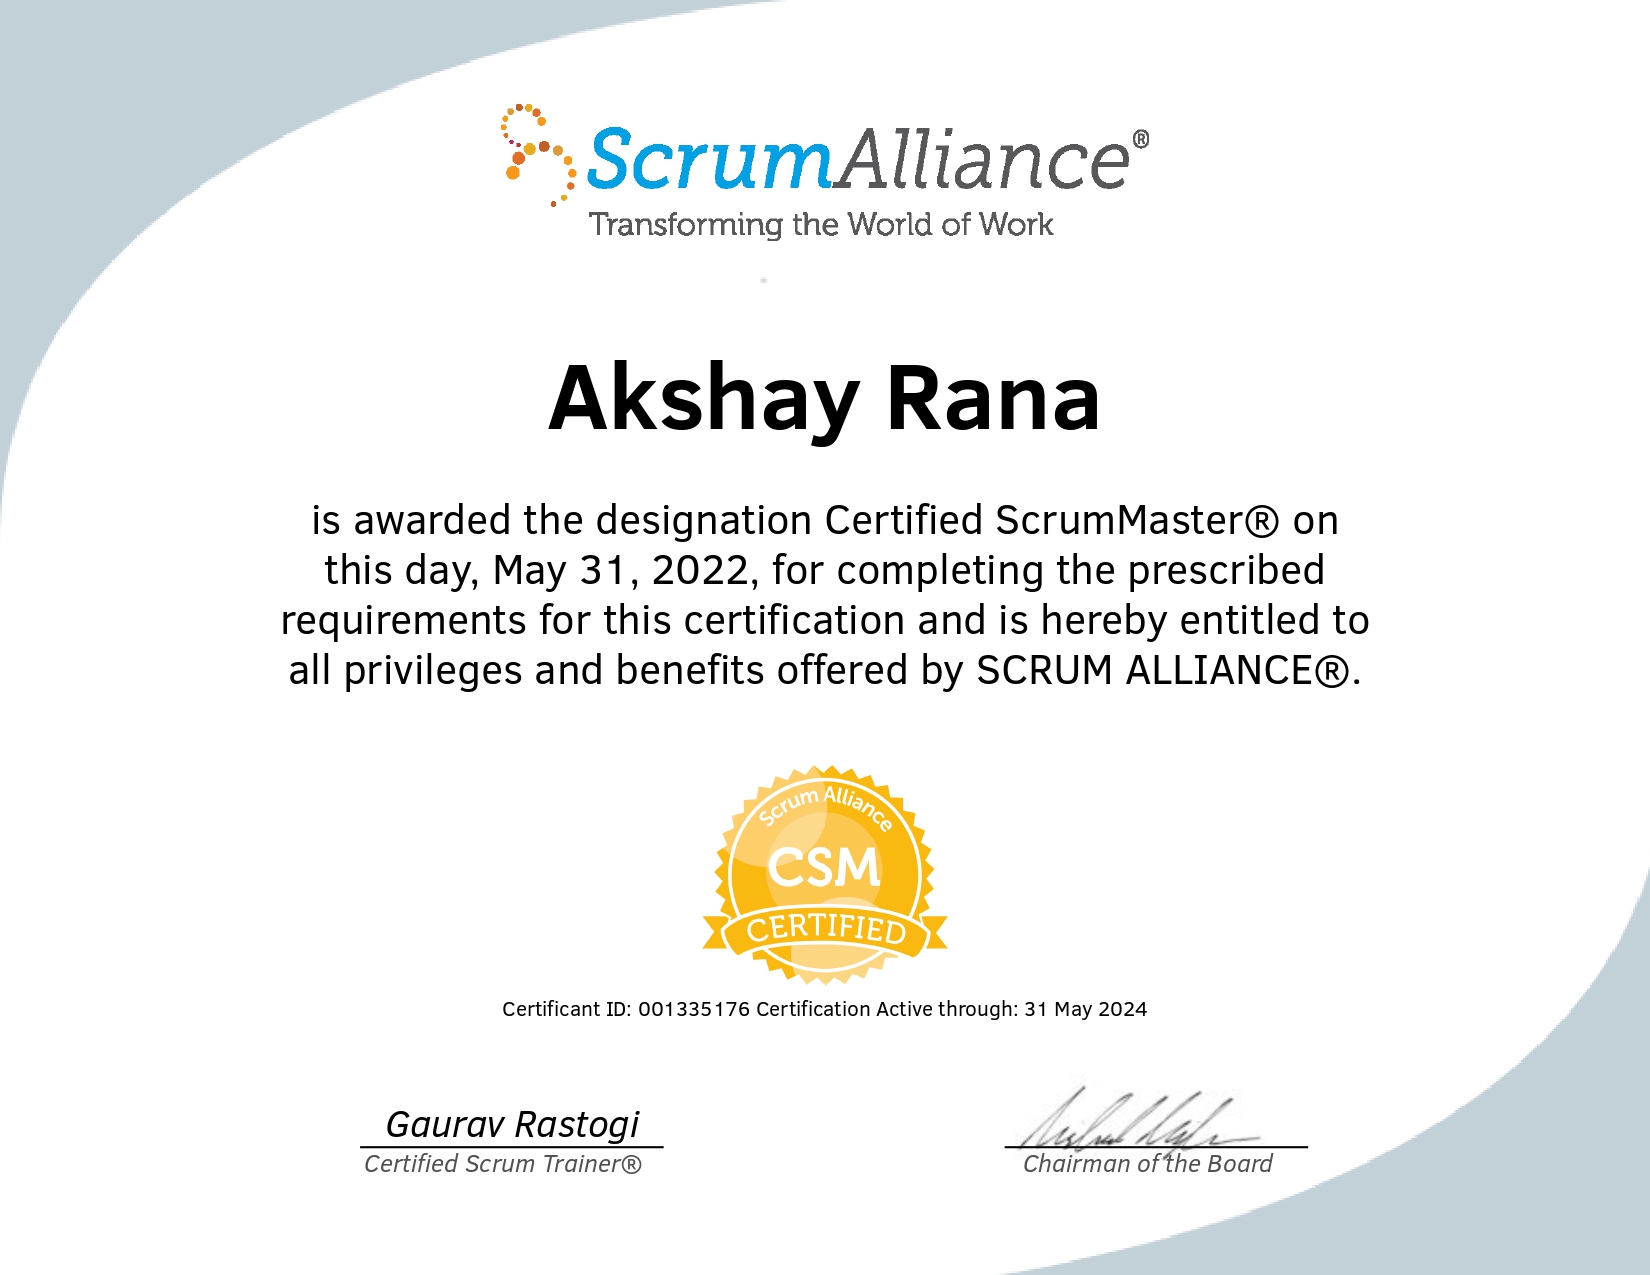 ScrumAlliance®
Transforming the World of Work
Akshay Rana
is awarded the designation Certified ScrumMaster® on
this day, May 31, 2022, for completing the prescribed
requirements for this certification and is hereby entitled to
all privileges and benefits offered by SCRUM ALLIANCE®.
Scrum Alliance
CSM
CERTIFIED
Certificant ID: 001335176 Certification Active through: 31 May 2024
Gaurav Rastogi
Certified Scrum Trainer®
Chairman of the Board